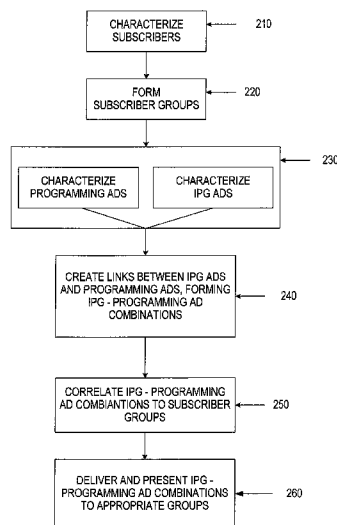 CHARACTERIZE
SUBSCRIBERS
210
FORM
SUBSCRIBER GROUPS
220
230
CHARACTERIZE
PROGRAMMING ADS
CHARACTERIZE
IPG ADS
CREATE LINKS BETWEEN IPG ADS
AND PROGRAMMING ADS, FORMING
IPG - PROGRAMMING AD
COMBINATIONS
240
CORRELATE IPG - PROGRAMMING
AD COMBIANTIONS TO SUBSCRIBER
GROUPS
250
DELIVER AND PRESENT IPG -
PROGRAMMING AD COMBINATIONS
TO APPROPRIATE GROUPS
260